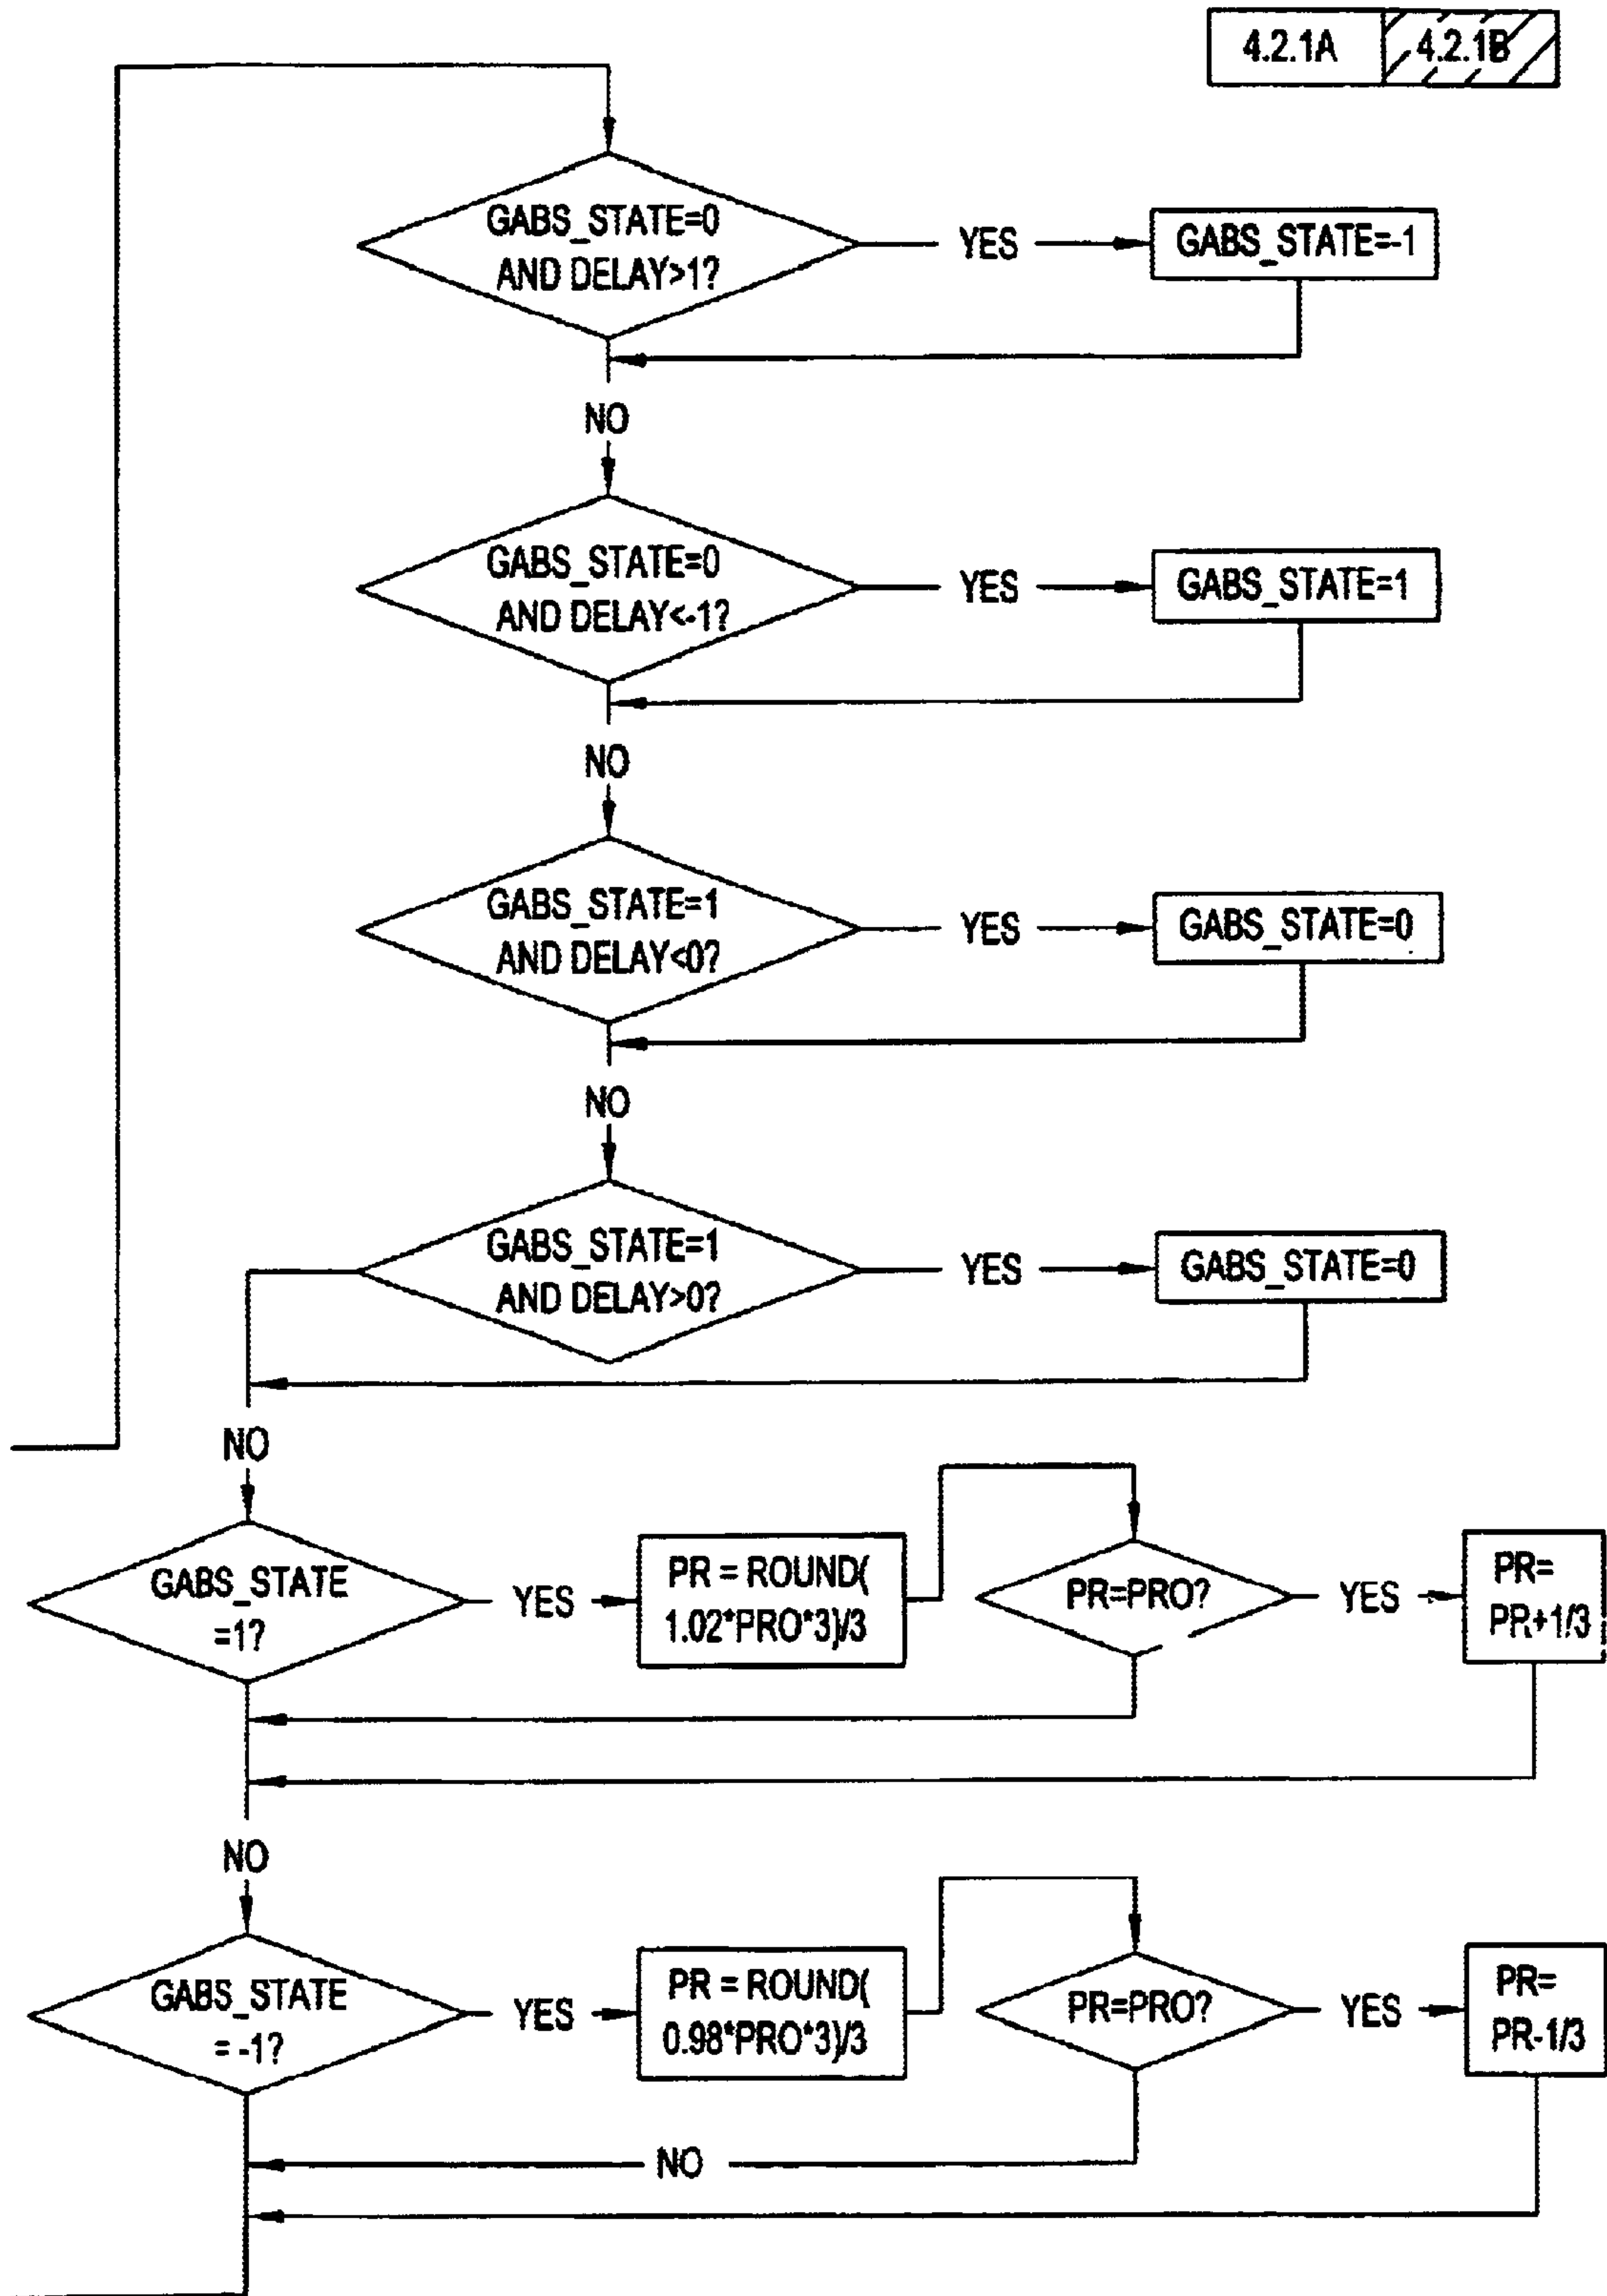 4.2.1A 4.2.1B
GABS_STATE=0
AND DELAY>1?
YES
GABS_STATE=-1
NO
GABS_STATE=0
AND DELAY<-1?
YES
GABS_STATE=1
NO
GABS_STATE=1
AND DELAY<0?
YES
GABS_STATE=0
NO
GABS_STATE=1
AND DELAY>0?
YES
GABS_STATE=0
NO
GABS_STATE
=1?
YES
PR = ROUND(
1.02*PRO*3)/3
PR=PRO?
YES
PR=
PR+1/3
NO
GABS_STATE
= -1?
YES
PR = ROUND(
0.98*PRO*3)/3
PR=PRO?
YES
PR=
PR-1/3
NO